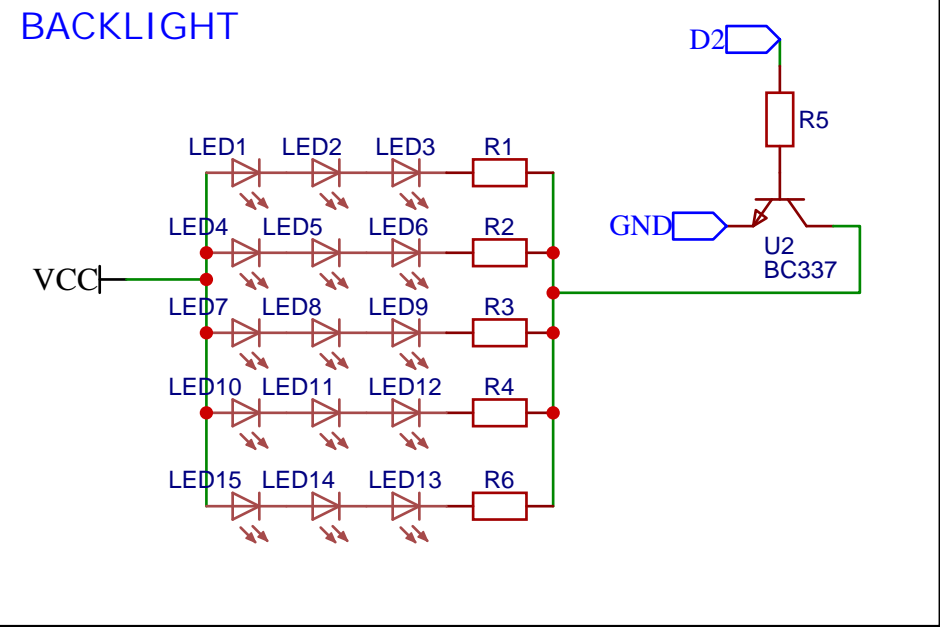 BACKLIGHT
D2
R5
LED1 LED2 LED3 R1
LED4 LED5 LED6 R2
GND
U2
BC337
VCC
LED7 LED8 LED9 R3
LED10 LED11 LED12 R4
LED15 LED14 LED13 R6